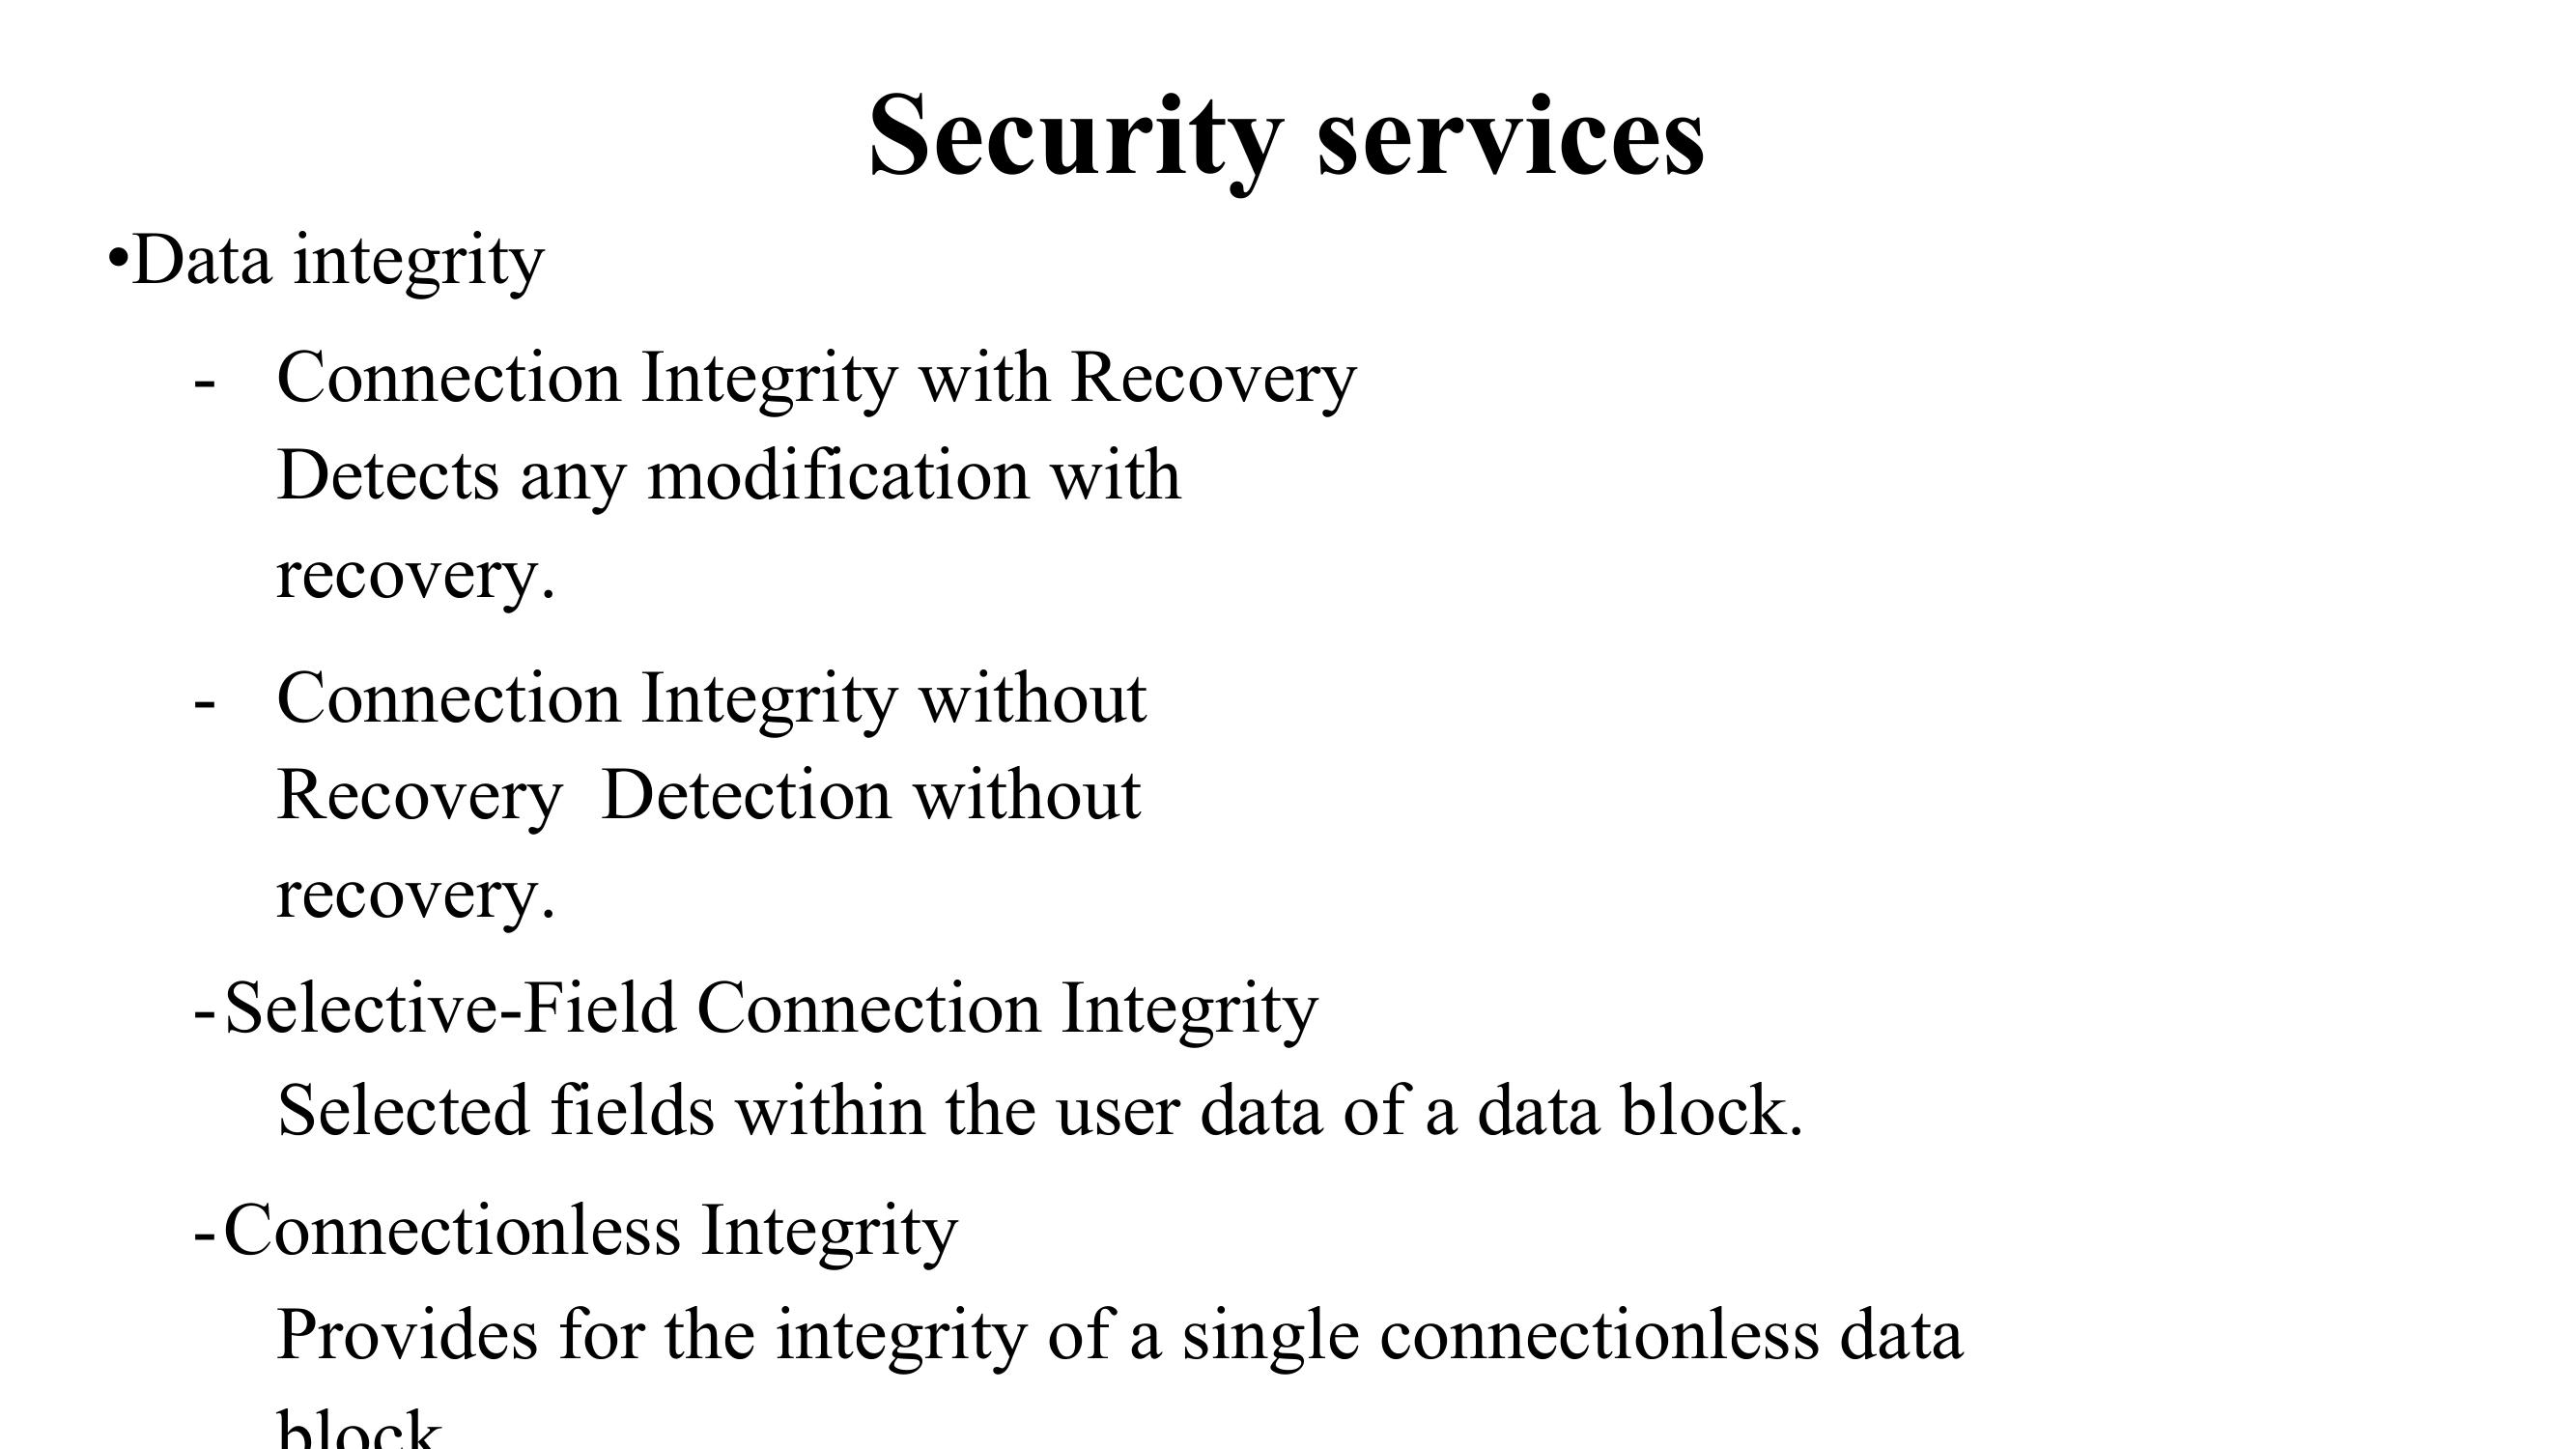 Security services
•Data integrity
- Connection Integrity with Recovery
Detects any modification with
recovery.
- Connection Integrity without
Recovery  Detection without
recovery.
-Selective-Field Connection Integrity
Selected fields within the user data of a data block.
-Connectionless Integrity
Provides for the integrity of a single connectionless data
block